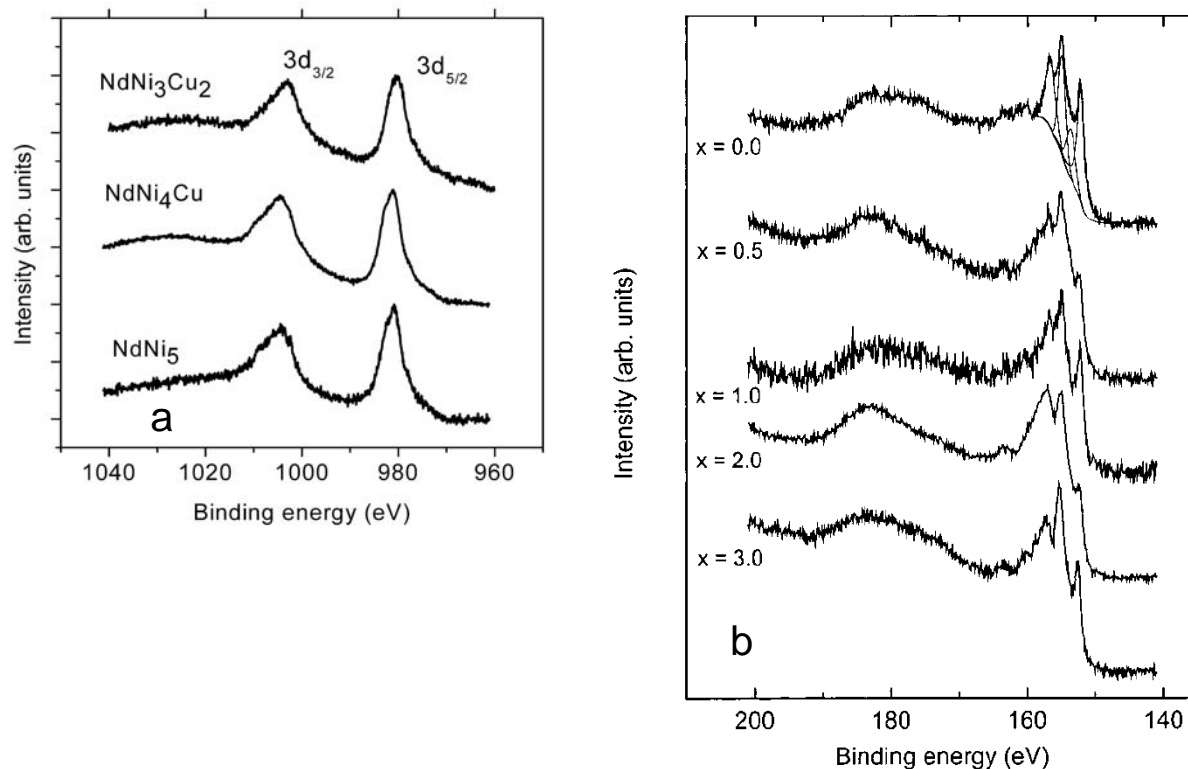 3d3/2
3d5/2
NdNi3Cu2
NdNi4Cu
NdNi5
a
Intensity (arb. units)
1040 1020 1000 980 960
Binding energy (eV)
x = 0.0
x = 0.5
x = 1.0
x = 2.0
x = 3.0
b
Intensity (arb. units)
200 180 160 140
Binding energy (eV)